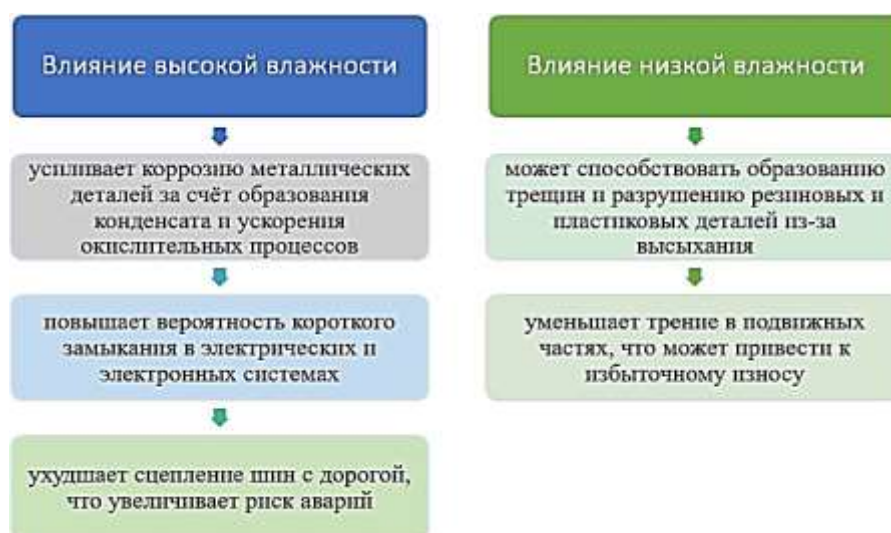 Влияние высокой влажности
усиливает коррозию металлических
деталей за счёт образования
конденсата и ускорения
окислительных процессов
повышает вероятность короткого
замыкания в электрических и
электронных системах
ухудшает сцепление шин с дорогой,
что увеличивает риск аварий
Влияние низкой влажности
может способствовать образованию
трещин и разрушению резиновых и
пластиковых деталей из-за
высыхания
уменьшает трение в подвижных
частях, что может привести к
избыточному износу